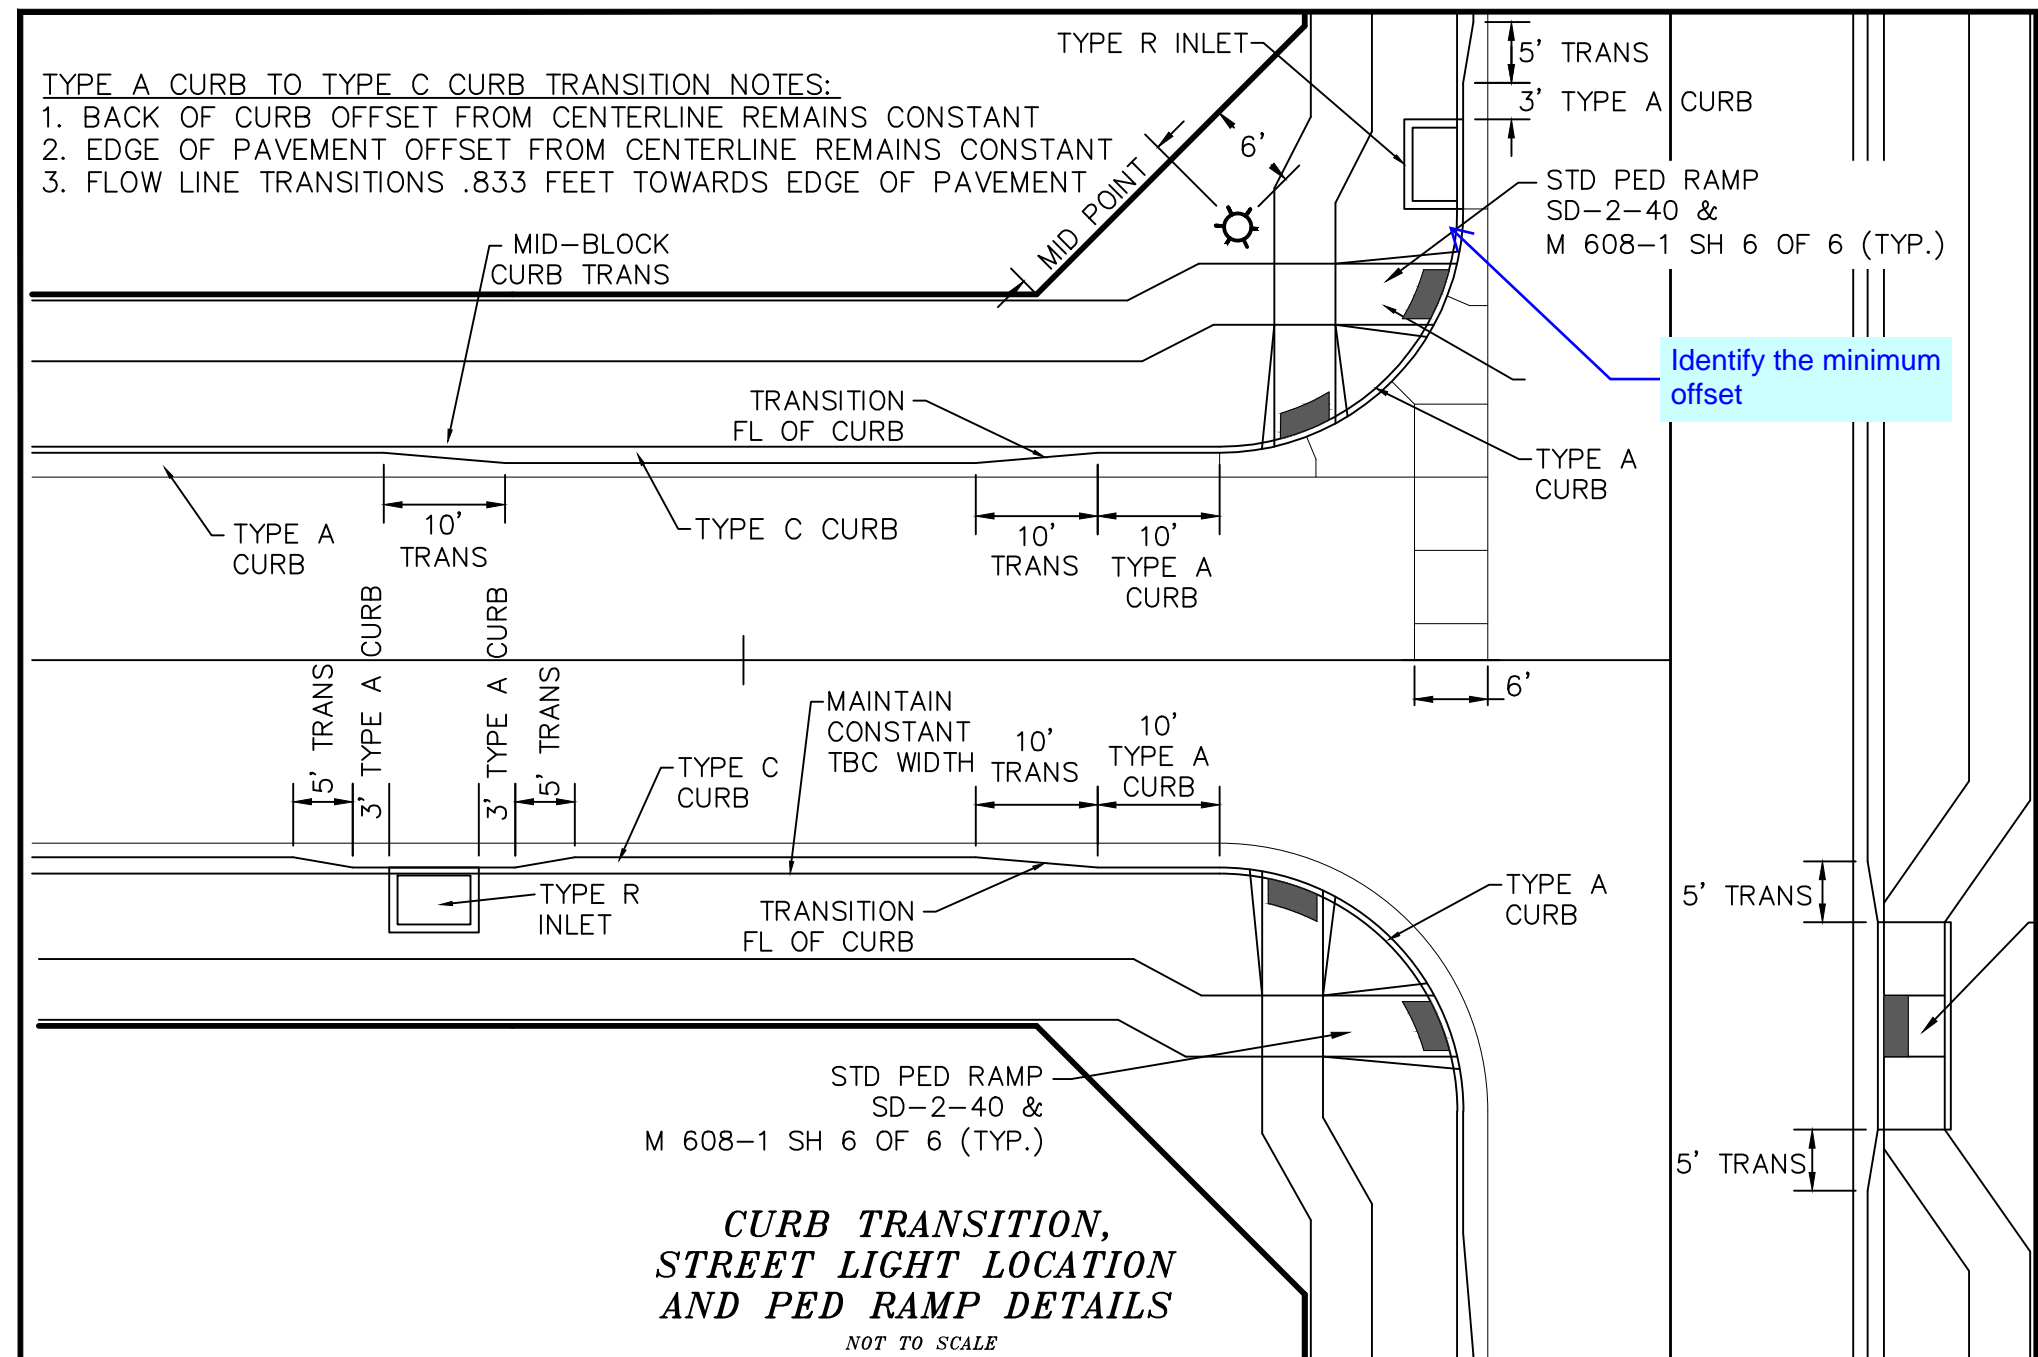 TYPE R INLET
5' TRANS
3' TYPE A CURB
TYPE A CURB TO TYPE C CURB TRANSITION NOTES:
1. BACK OF CURB OFFSET FROM CENTERLINE REMAINS CONSTANT
2. EDGE OF PAVEMENT OFFSET FROM CENTERLINE REMAINS CONSTANT
3. FLOW LINE TRANSITIONS .833 FEET TOWARDS EDGE OF PAVEMENT
6'
MID POINT
STD PED RAMP
SD-2-40 &
M 608-1 SH 6 OF 6 (TYP.)
MID-BLOCK
CURB TRANS
Identify the minimum
offset
TRANSITION
FL OF CURB
TYPE A
CURB
TYPE A
CURB
10'
TRANS
TYPE C CURB
10'
TRANS
10'
TYPE A
CURB
5' TRANS
3' TYPE A CURB
3' TYPE A CURB
5' TRANS
6'
MAINTAIN
CONSTANT
TBC WIDTH
10'
TRANS
10'
TYPE A
CURB
TYPE C
CURB
TYPE R
INLET
TRANSITION
FL OF CURB
TYPE A
CURB
5' TRANS
STD PED RAMP
SD-2-40 &
M 608-1 SH 6 OF 6 (TYP.)
5' TRANS
CURB TRANSITION,
STREET LIGHT LOCATION
AND PED RAMP DETAILS
NOT TO SCALE